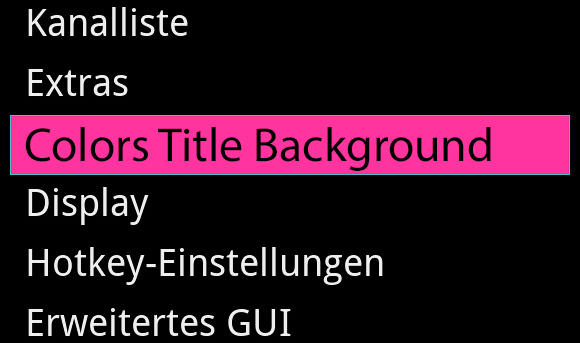 Kanalliste
Extras
Colors Title Background
Display
Hotkey-Einstellungen
Erweitertes GUI